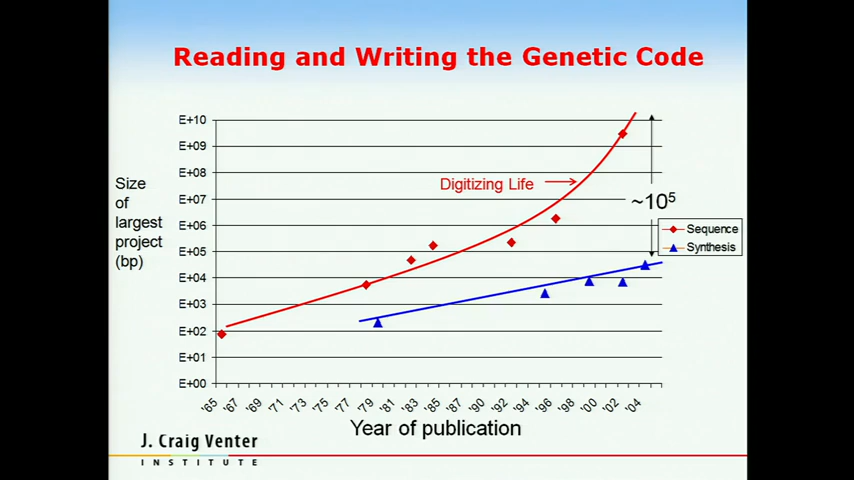 Reading and Writing the Genetic Code
Size
of
largest
project
(bp)
E+10
E+09
E+08
E+07
E+06
E+05
E+04
E+03
E+02
E+01
E+00
Digitizing Life
~10⁵
Sequence
Synthesis
'65 '67 '69 '71 '73 '75 '77 '79 '81 '83 '85 '87 '90 '92 '94 '96 '98 '00 '02 '04
Year of publication
J. Craig Venter
INSTITUTE